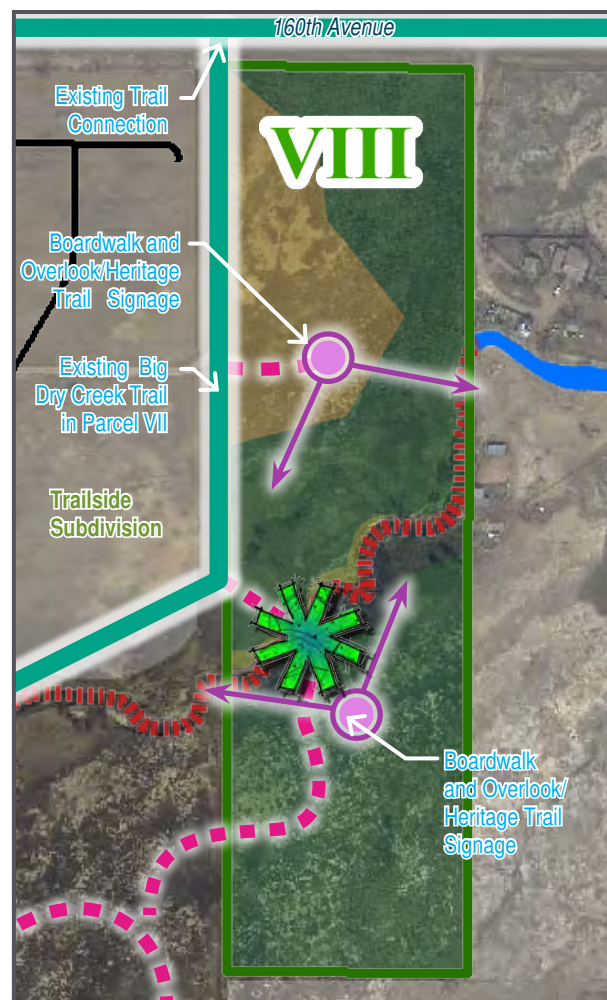 160th Avenue
Existing Trail
Connection
VIII
Boardwalk and
Overlook/Heritage
Trail Signage
Existing Big
Dry Creek Trail
in Parcel VII
Trailside
Subdivision
Boardwalk
and Overlook/
Heritage Trail
Signage